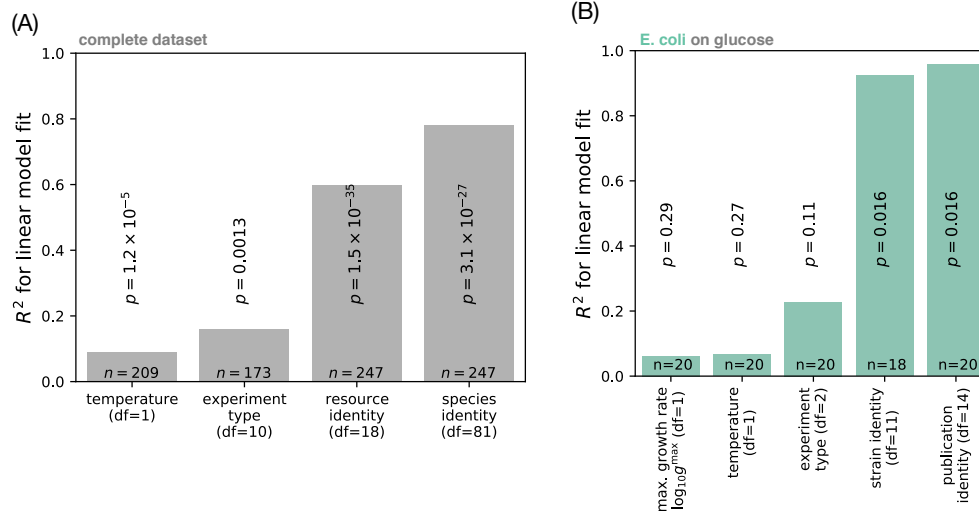 (A)
complete dataset
R² for linear model fit
1.0
0.8
0.6
0.4
0.2
0.0
p = 1.2 × 10⁻⁵
p = 0.0013
p = 1.5 × 10⁻³⁵
p = 3.1 × 10⁻²⁷
n = 209
n = 173
n = 247
n = 247
temperature
(df=1)
experiment
type
(df=10)
resource
identity
(df=18)
species
identity
(df=81)
(B)
E. coli on glucose
R² for linear model fit
1.0
0.8
0.6
0.4
0.2
0.0
p = 0.29
p = 0.27
p = 0.11
p = 0.016
p = 0.016
n=20
n=20
n=20
n=18
n=20
max. growth rate
log₁₀gᵐᵃˣ (df=1)
temperature
(df=1)
experiment
type (df=2)
strain identity
(df=11)
publication
identity (df=14)